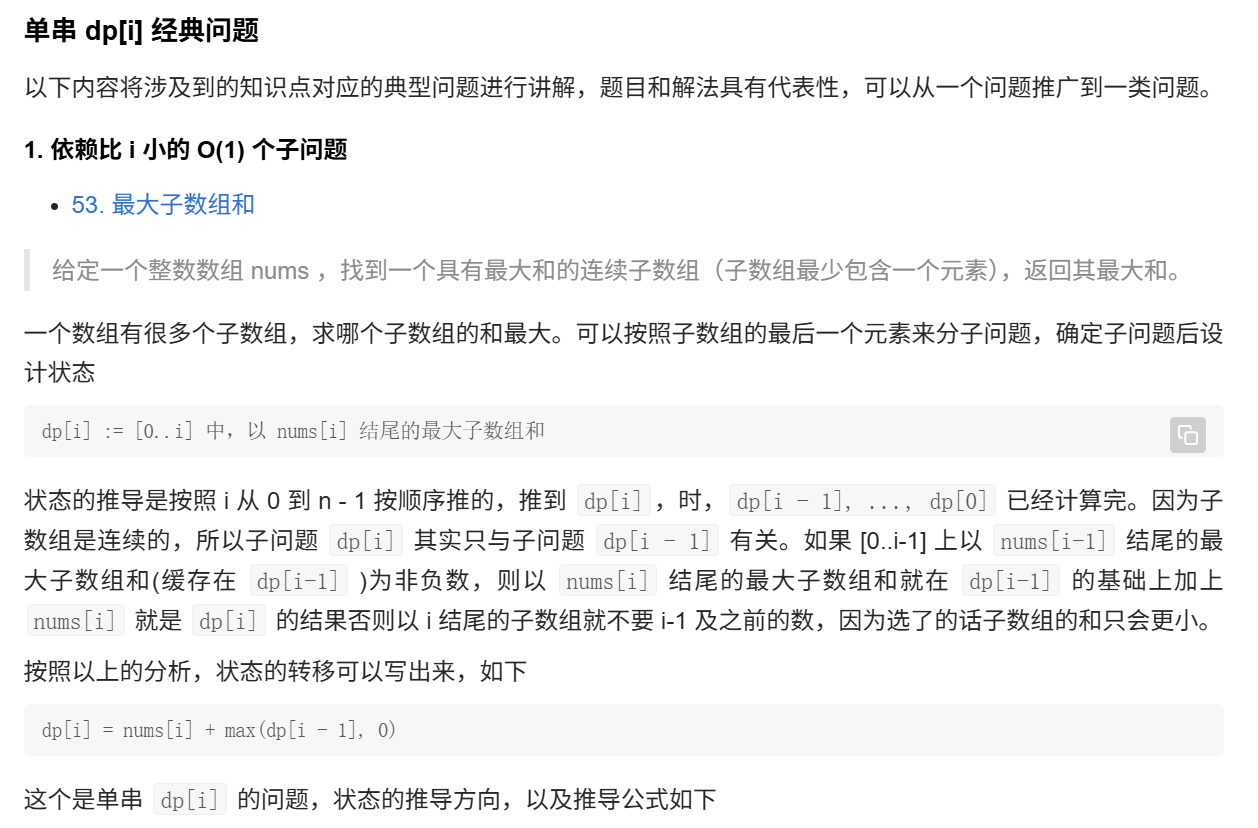 单串 dp[i] 经典问题
以下内容将涉及到的知识点对应的典型问题进行讲解，题目和解法具有代表性，可以从一个问题推广到一类问题。
1. 依赖比 i 小的 O(1) 个子问题
• 53. 最大子数组和
给定一个整数数组 nums ，找到一个具有最大和的连续子数组（子数组最少包含一个元素），返回其最大和。
一个数组有很多个子数组，求哪个子数组的和最大。可以按照子数组的最后一个元素来分子问题，确定子问题后设
计状态
dp[i] := [0..i] 中，以 nums[i] 结尾的最大子数组和
状态的推导是按照 i 从 0 到 n - 1 按顺序推的，推到 dp[i] ，时， dp[i - 1], ..., dp[0] 已经计算完。因为子
数组是连续的，所以子问题 dp[i] 其实只与子问题 dp[i - 1] 有关。如果 [0..i-1] 上以 nums[i-1] 结尾的最
大子数组和(缓存在 dp[i-1] )为非负数，则以 nums[i] 结尾的最大子数组和就在 dp[i-1] 的基础上加上
nums[i] 就是 dp[i] 的结果否则以 i 结尾的子数组就不要 i-1 及之前的数，因为选了的话子数组的和只会更小。
按照以上的分析，状态的转移可以写出来，如下
dp[i] = nums[i] + max(dp[i - 1], 0)
这个是单串 dp[i] 的问题，状态的推导方向，以及推导公式如下